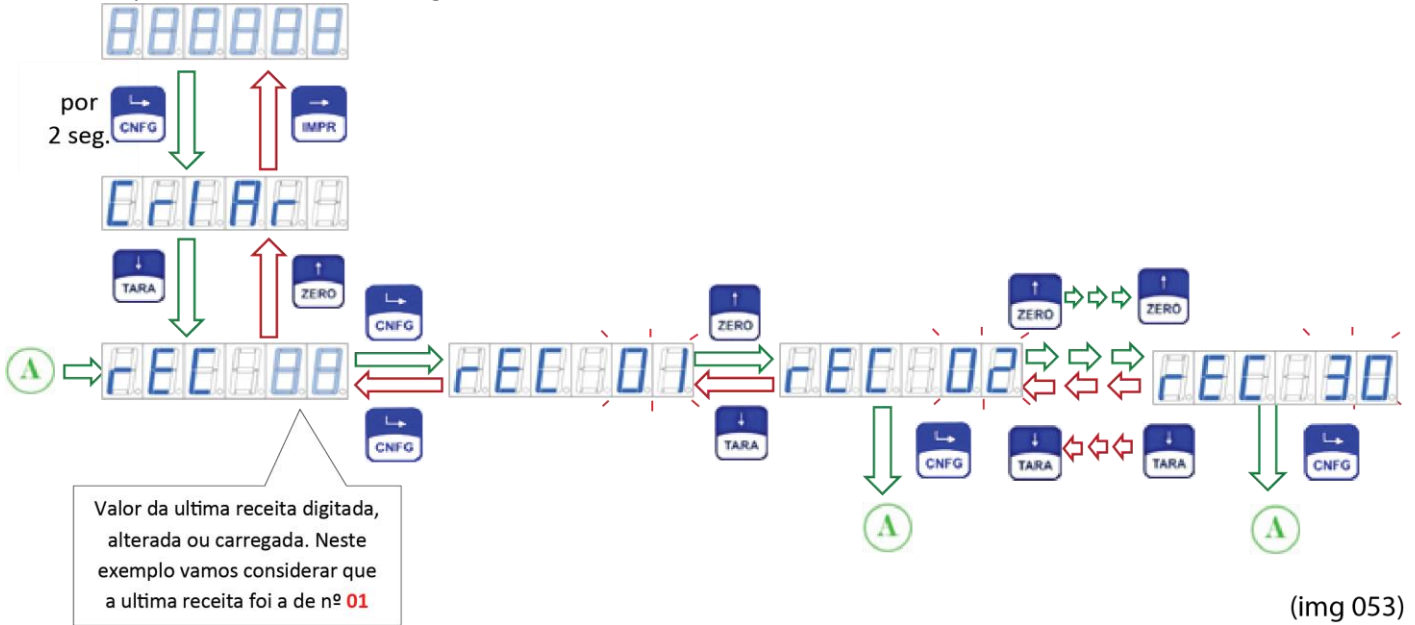 888888
por
2 seg.
CNFG
IMPR
CrIAr
TARA
ZERO
CNFG
ZERO
ZERO
ZERO
A
rEC 88
rEC 01
rEC 02
rEC 30
CNFG
TARA
CNFG
TARA
TARA
CNFG
Valor da ultima receita digitada,
alterada ou carregada. Neste
exemplo vamos considerar que
a ultima receita foi a de nº 01
A
A
(img 053)